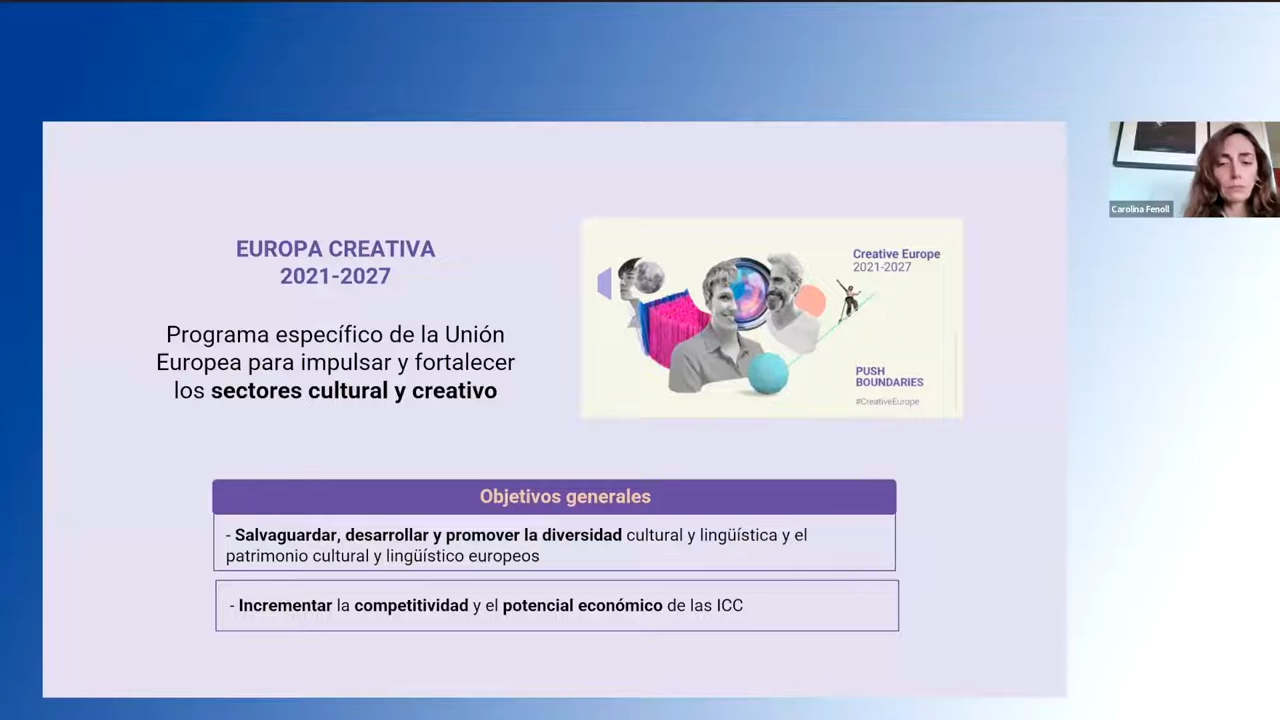 EUROPA CREATIVA
2021-2027
Programa específico de la Unión
Europea para impulsar y fortalecer
los sectores cultural y creativo
Creative Europe
2021-2027
PUSH
BOUNDARIES
#CreativeEurope
Carolina Fenoll
Objetivos generales
- Salvaguardar, desarrollar y promover la diversidad cultural y lingüística y el
patrimonio cultural y lingüístico europeos
- Incrementar la competitividad y el potencial económico de las ICC